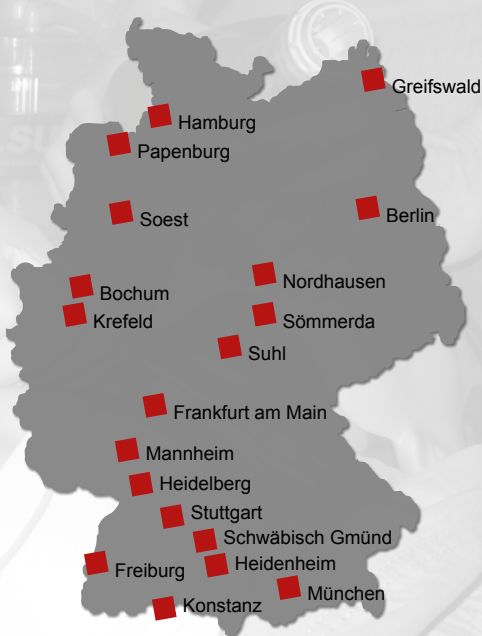 Greifswald
Hamburg
Papenburg
Soest
Berlin
Nordhausen
Bochum
Krefeld
Sömmerda
Suhl
Frankfurt am Main
Mannheim
Heidelberg
Stuttgart
Schwäbisch Gmünd
Heidenheim
Freiburg
München
Konstanz